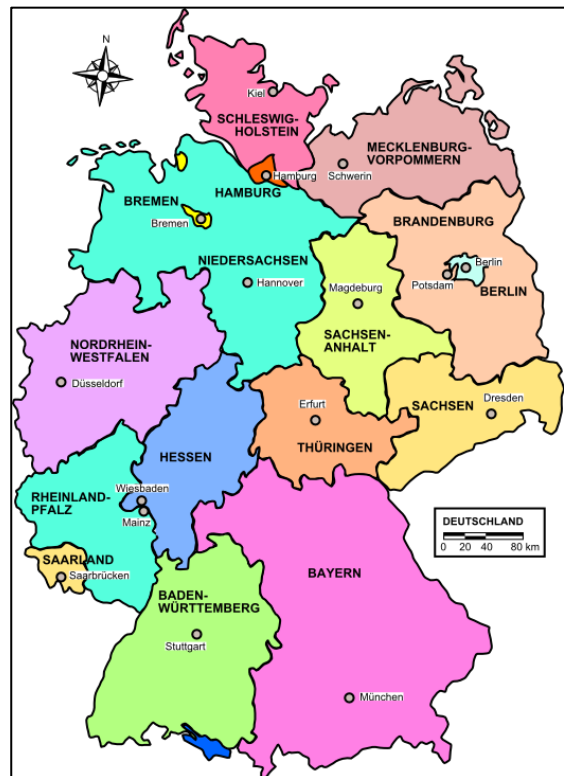 N
Kiel
SCHLESWIG-
HOLSTEIN
MECKLENBURG-
VORPOMMERN
Schwerin
Hamburg
HAMBURG
BREMEN
Bremen
BRANDENBURG
Berlin
Potsdam
BERLIN
NIEDERSACHSEN
Hannover
Magdeburg
SACHSEN-
ANHALT
NORDRHEIN-
WESTFALEN
Düsseldorf
SACHSEN
Dresden
Erfurt
THÜRINGEN
HESSEN
Wiesbaden
Mainz
RHEINLAND-
PFALZ
SAARLAND
Saarbrücken
DEUTSCHLAND
0 20 40 80 km
BAYERN
BADEN-
WÜRTTEMBERG
Stuttgart
München